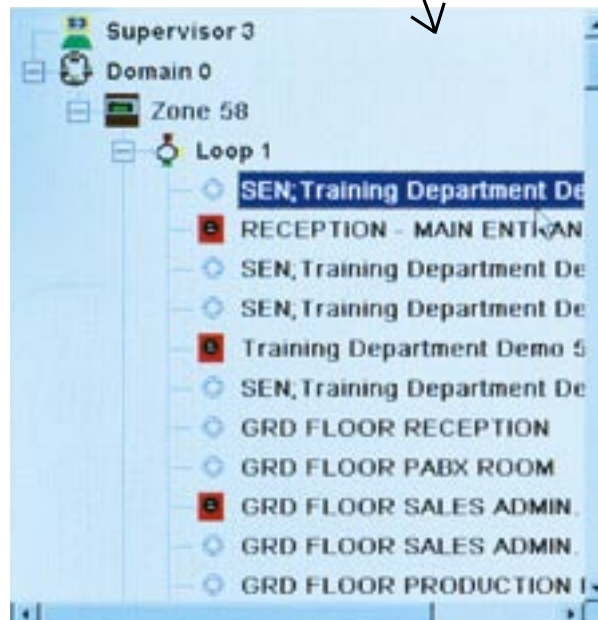 Supervisor 3
Domain 0
Zone 58
Loop 1
SEN;Training Department De
RECEPTION - MAIN ENTRAN
SEN;Training Department De
SEN;Training Department De
Training Department Demo 5
SEN;Training Department De
GRD FLOOR RECEPTION
GRD FLOOR PABX ROOM
GRD FLOOR SALES ADMIN.
GRD FLOOR SALES ADMIN.
GRD FLOOR PRODUCTION